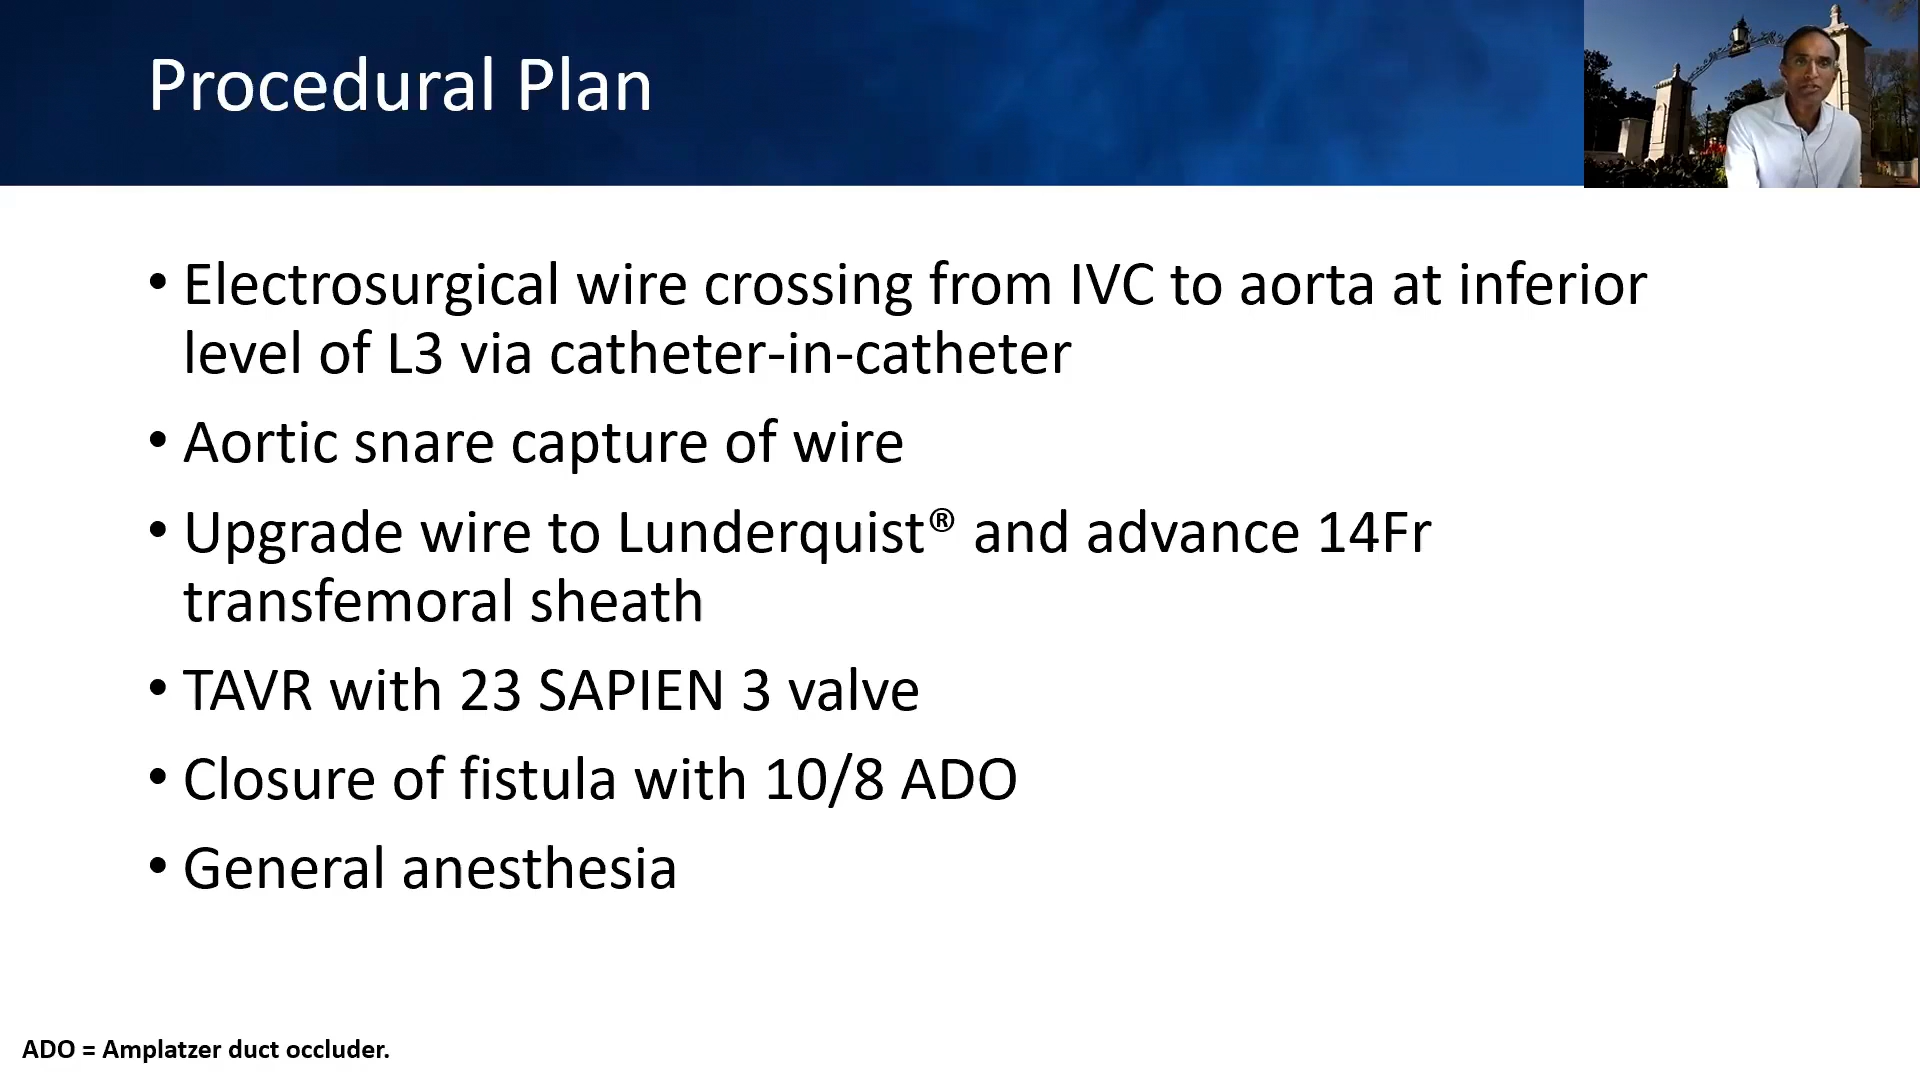 Procedural Plan
• Electrosurgical wire crossing from IVC to aorta at inferior
level of L3 via catheter-in-catheter
• Aortic snare capture of wire
• Upgrade wire to Lunderquist® and advance 14Fr
transfemoral sheath
• TAVR with 23 SAPIEN 3 valve
• Closure of fistula with 10/8 ADO
• General anesthesia
ADO = Amplatzer duct occluder.